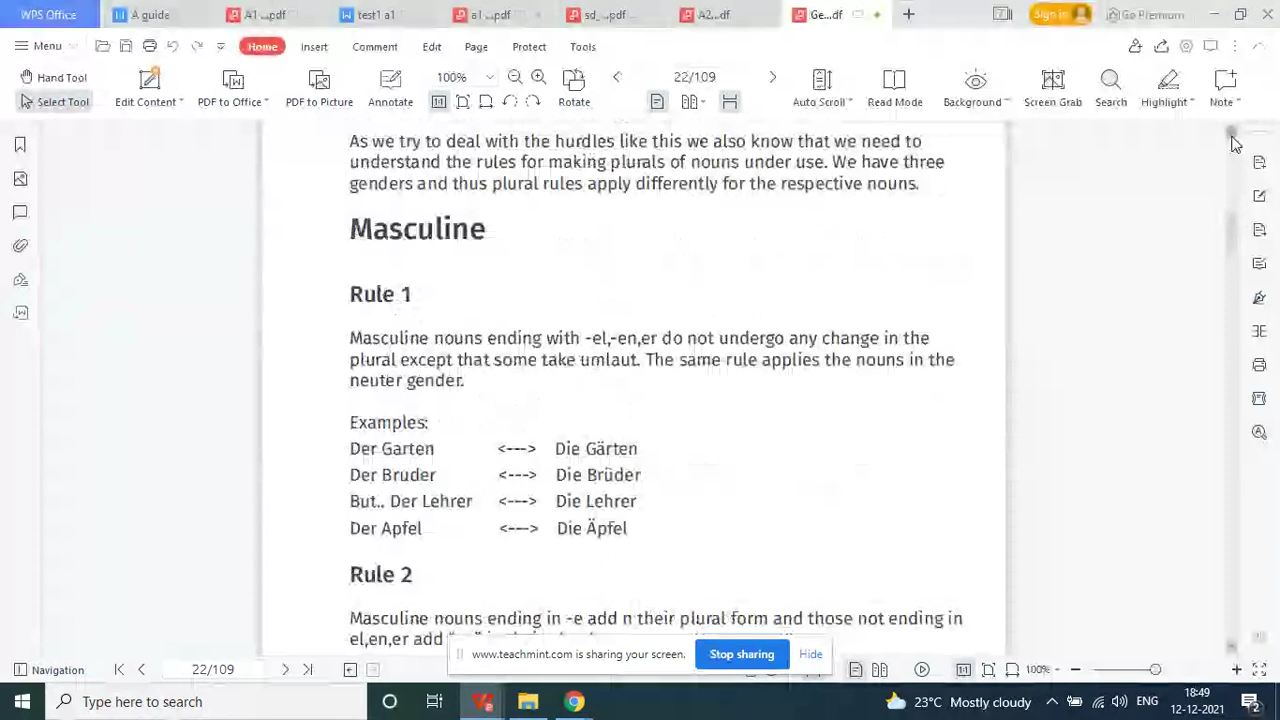 WPS Office
A guide
A1...pdf
test1 a1
a1 ...pdf
sd_...pdf
A2...df
Ge...df
Sign in
Go Premium
Menu
Home
Insert
Comment
Edit
Page
Protect
Tools
Hand Tool
Select Tool
Edit Content
PDF to Office
PDF to Picture
Annotate
100%
Rotate
22/109
Auto Scroll
Read Mode
Background
Screen Grab
Search
Highlight
Note
As we try to deal with the hurdles like this we also know that we need to
understand the rules for making plurals of nouns under use. We have three
genders and thus plural rules apply differently for the respective nouns.
Masculine
Rule 1
Masculine nouns ending with -el,-en,er do not undergo any change in the
plural except that some take umlaut. The same rule applies the nouns in the
neuter gender.
Examples:
Der Garten <---> Die Gärten
Der Bruder <---> Die Brüder
But.. Der Lehrer <---> Die Lehrer
Der Apfel <---> Die Äpfel
Rule 2
Masculine nouns ending in -e add n their plural form and those not ending in
el,en,er add
www.teachmint.com is sharing your screen.
Stop sharing
Hide
Navigation
22/109
100%
Type here to search
23°C Mostly cloudy
ENG
18:49
12-12-2021
2